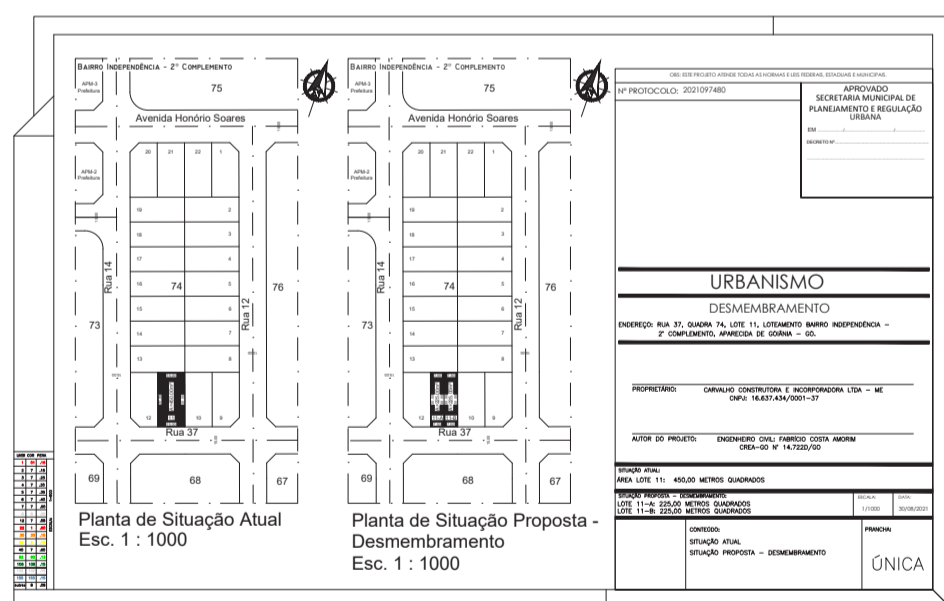 BAIRRO INDEPENDÊNCIA - 2° COMPLEMENTO
APM-3
Prefeitura
75
Avenida Honório Soares
20 21 22 1
APM-2
Prefeitura
19 2
18 3
17 4
Rua 14
16 74 5
76
15 6
Rua 12
73
14 7
13 8
12 10 9
Rua 37
69 68 67
Planta de Situação Atual
Esc. 1 : 1000
BAIRRO INDEPENDÊNCIA - 2° COMPLEMENTO
APM-3
Prefeitura
75
Avenida Honório Soares
20 21 22 1
APM-2
Prefeitura
19 2
18 3
17 4
Rua 14
16 74 5
76
15 6
Rua 12
73
14 7
13 8
12 10 9
Rua 37
69 68 67
Planta de Situação Proposta -
Desmembramento
Esc. 1 : 1000
OBS: ESTE PROJETO ATENDE TODAS AS NORMAS E LEIS FEDERAIS, ESTADUAIS E MUNICIPAIS.
N° PROTOCOLO: 2021097480
APROVADO
SECRETARIA MUNICIPAL DE
PLANEJAMENTO E REGULAÇÃO
URBANA
EM ......../......../........
DECRETO Nº
URBANISMO
DESMEMBRAMENTO
ENDEREÇO: RUA 37, QUADRA 74, LOTE 11, LOTEAMENTO BAIRRO INDEPENDÊNCIA –
2° COMPLEMENTO, APARECIDA DE GOIÂNIA – GO.
PROPRIETÁRIO: CARVALHO CONSTRUTORA E INCORPORADORA LTDA – ME
CNPJ: 16.637.434/0001-37
AUTOR DO PROJETO: ENGENHEIRO CIVIL: FABRÍCIO COSTA AMORIM
CREA-GO N° 14.722D/GO
SITUAÇÃO ATUAL:
ÁREA LOTE 11: 450,00 METROS QUADRADOS
SITUAÇÃO PROPOSTA – DESMEMBRAMENTO:
LOTE 11-A: 225,00 METROS QUADRADOS
LOTE 11-B: 225,00 METROS QUADRADOS
ESCALA: DATA:
1/1000 30/08/2021
CONTEÚDO:
SITUAÇÃO ATUAL
SITUAÇÃO PROPOSTA – DESMEMBRAMENTO
PRANCHA:
ÚNICA